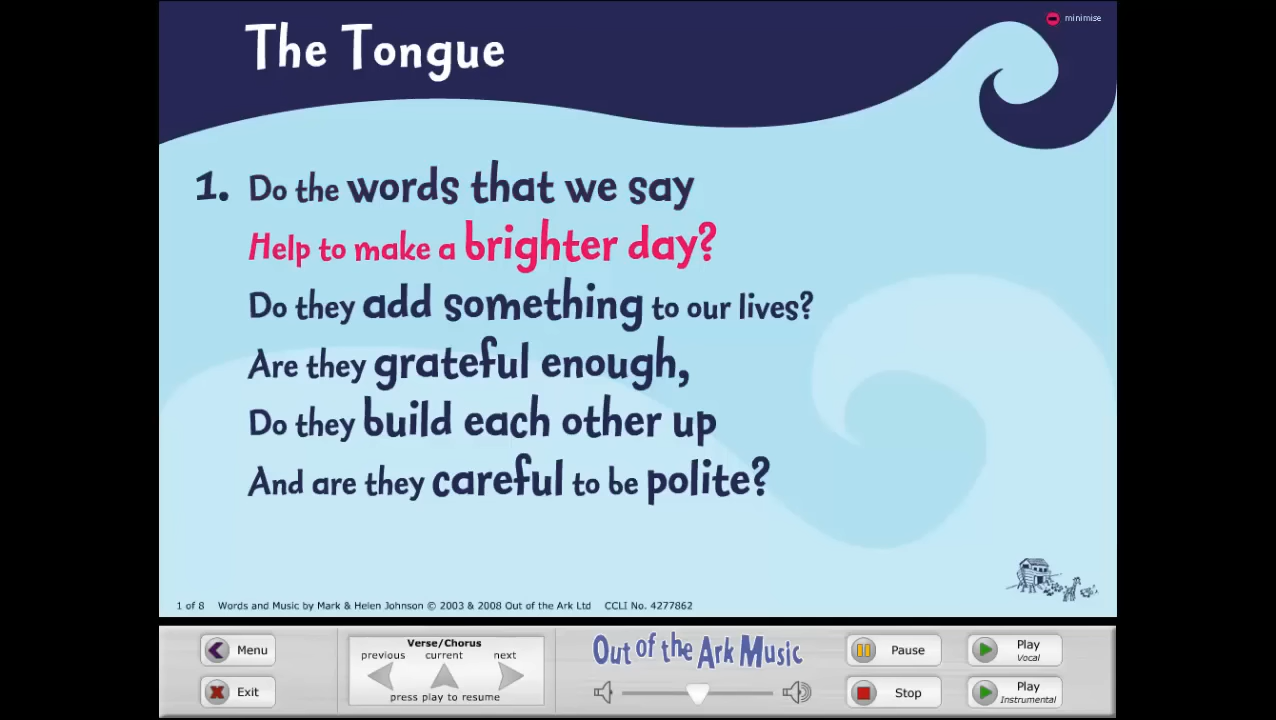 The Tongue
minimise
1. Do the words that we say
Help to make a brighter day?
Do they add something to our lives?
Are they grateful enough,
Do they build each other up
And are they careful to be polite?
1 of 8 Words and Music by Mark & Helen Johnson © 2003 & 2008 Out of the Ark Ltd CCLI No. 4277862
Menu
Exit
Verse/Chorus
previous current next
press play to resume
Out of the Ark Music
Pause
Stop
Play
Vocal
Play
Instrumental